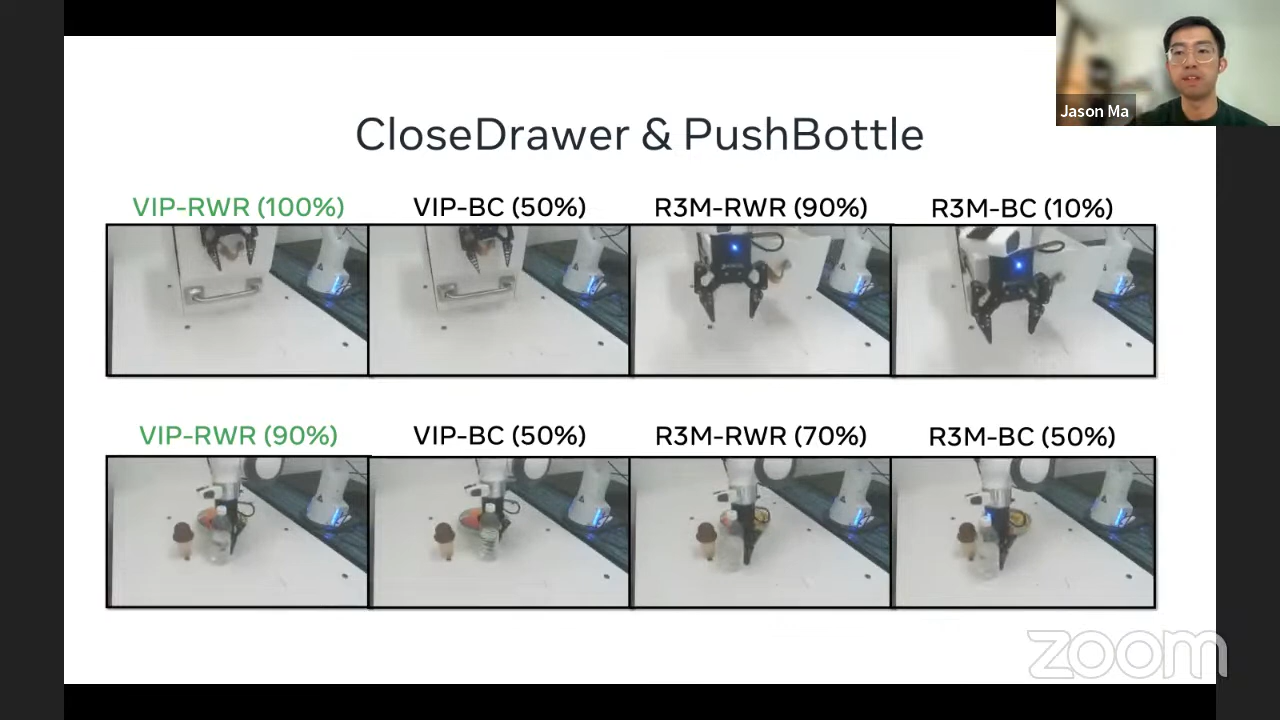 Jason Ma
CloseDrawer & PushBottle
VIP-RWR (100%) VIP-BC (50%) R3M-RWR (90%) R3M-BC (10%)
VIP-RWR (90%) VIP-BC (50%) R3M-RWR (70%) R3M-BC (50%)
zoom